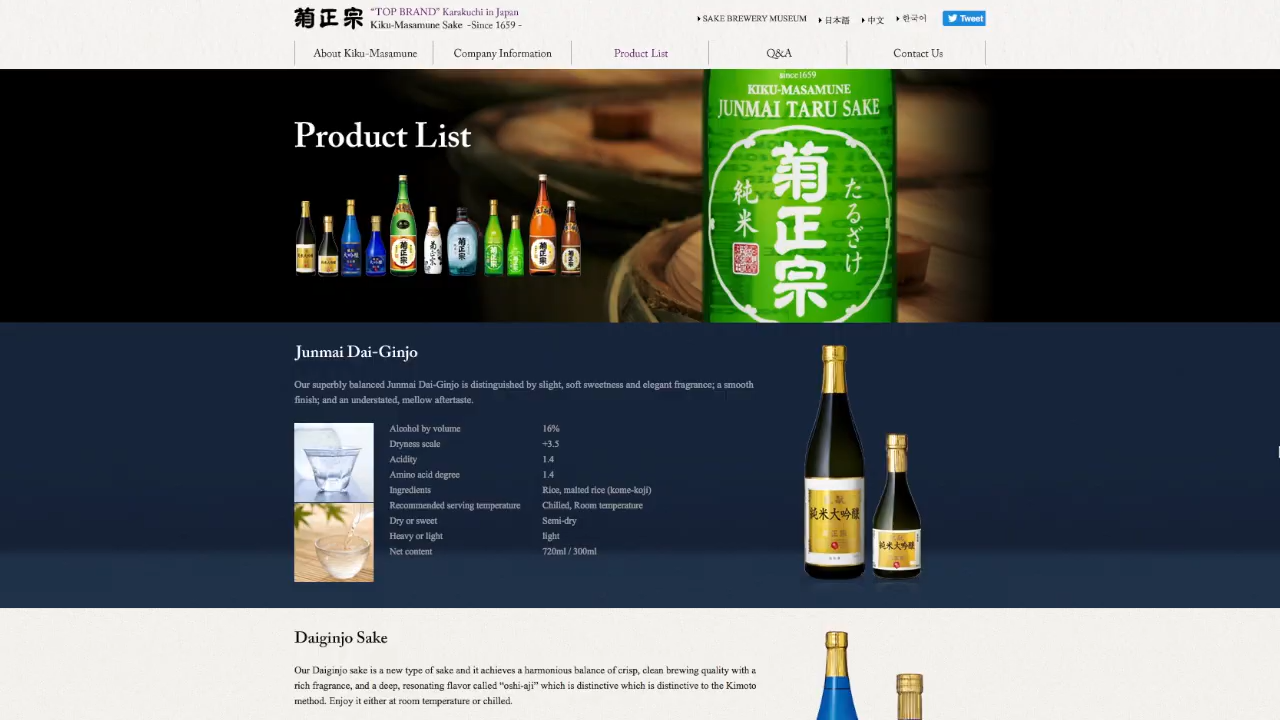 菊正宗
“TOP BRAND” Karakuchi in Japan
Kiku-Masamune Sake -Since 1659 -
SAKE BREWERY MUSEUM
日本語
中文
한국어
Tweet
About Kiku-Masamune
Company Information
Product List
Q&A
Contact Us
Product List
since1659
KIKU-MASAMUNE
JUNMAI TARU SAKE
菊正宗
純米
たるざけ
Junmai Dai-Ginjo
Our superbly balanced Junmai Dai-Ginjo is distinguished by slight, soft sweetness and elegant fragrance; a smooth
finish; and an understated, mellow aftertaste.
Alcohol by volume 16%
Dryness scale +3.5
Acidity 1.4
Amino acid degree 1.4
Ingredients Rice, malted rice (kome-koji)
Recommended serving temperature Chilled, Room temperature
Dry or sweet Semi-dry
Heavy or light light
Net content 720ml / 300ml
純米大吟醸
純米大吟醸
Daiginjo Sake
Our Daiginjo sake is a new type of sake and it achieves a harmonious balance of crisp, clean brewing quality with a
rich fragrance, and a deep, resonating flavor called “oshi-aji” which is distinctive which is distinctive to the Kimoto
method. Enjoy it either at room temperature or chilled.